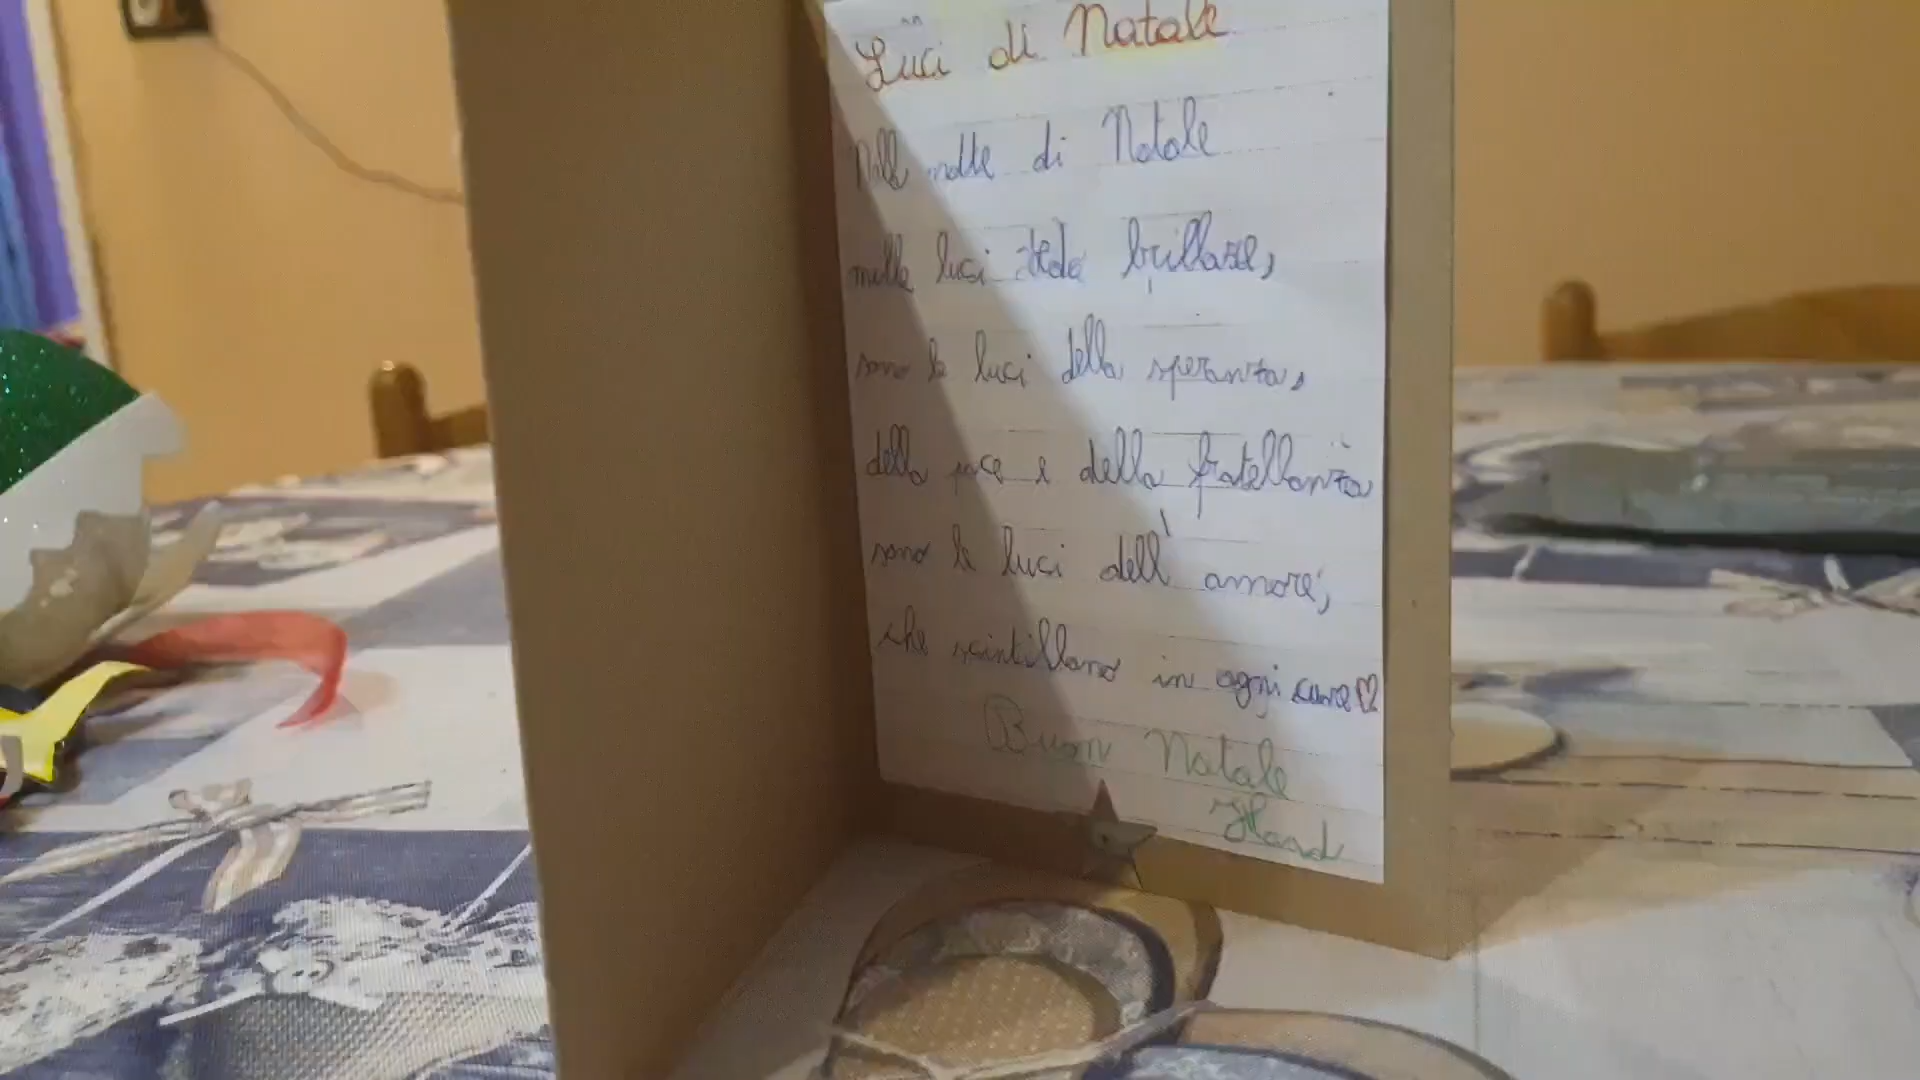 Luci di Natale
Nella notte di Natale
mille luci vedo brillare,
sono le luci della speranza,
della pace e della fratellanza
sono le luci dell'amore,
che scintillano in ogni cuore
Buon Natale